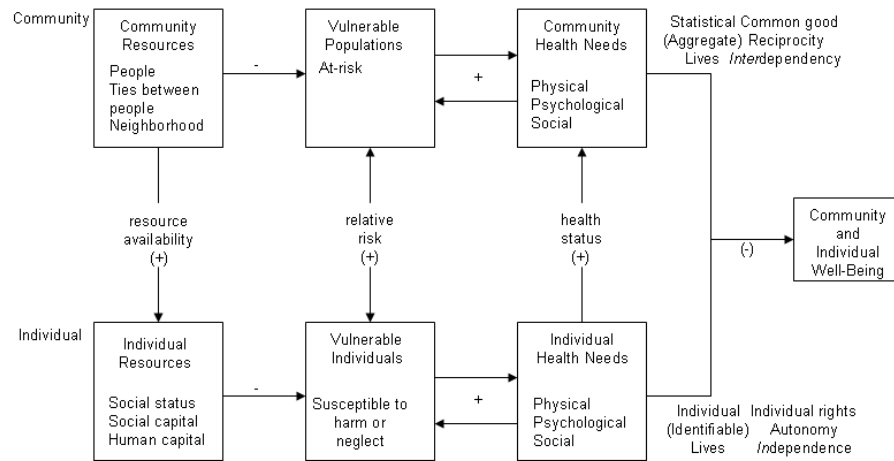 Community
Community
Resources
People
Ties between
people
Neighborhood
-
Vulnerable
Populations
At-risk
+
Community
Health Needs
Physical
Psychological
Social
Statistical Common good
(Aggregate) Reciprocity
Lives Interdependency
resource
availability
(+)
relative
risk
(+)
health
status
(+)
(-)
Community
and
Individual
Well-Being
Individual
Individual
Resources
Social status
Social capital
Human capital
-
Vulnerable
Individuals
Susceptible to
harm or
neglect
+
Individual
Health Needs
Physical
Psychological
Social
Individual Individual rights
(Identifiable) Autonomy
Lives Independence